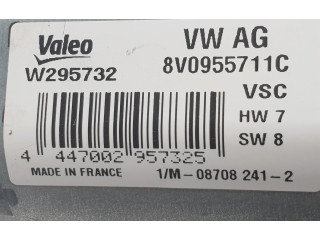 Valeo
VW AG
W295732
8V0955711C
VSC
HW 7
SW 8
4 447002 957325
MADE IN FRANCE
1/M-08708 241-2